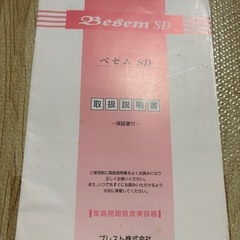 Besem SD
ベセム SD
取扱説明書
—保証書付—
ご使用前に取扱説明書をよくお読みになり
正しくお使いください。
また、いつでもすぐにお読みいただけるよう
大切に保管してください。
家庭用超音波美容器
ブレスト株式会社